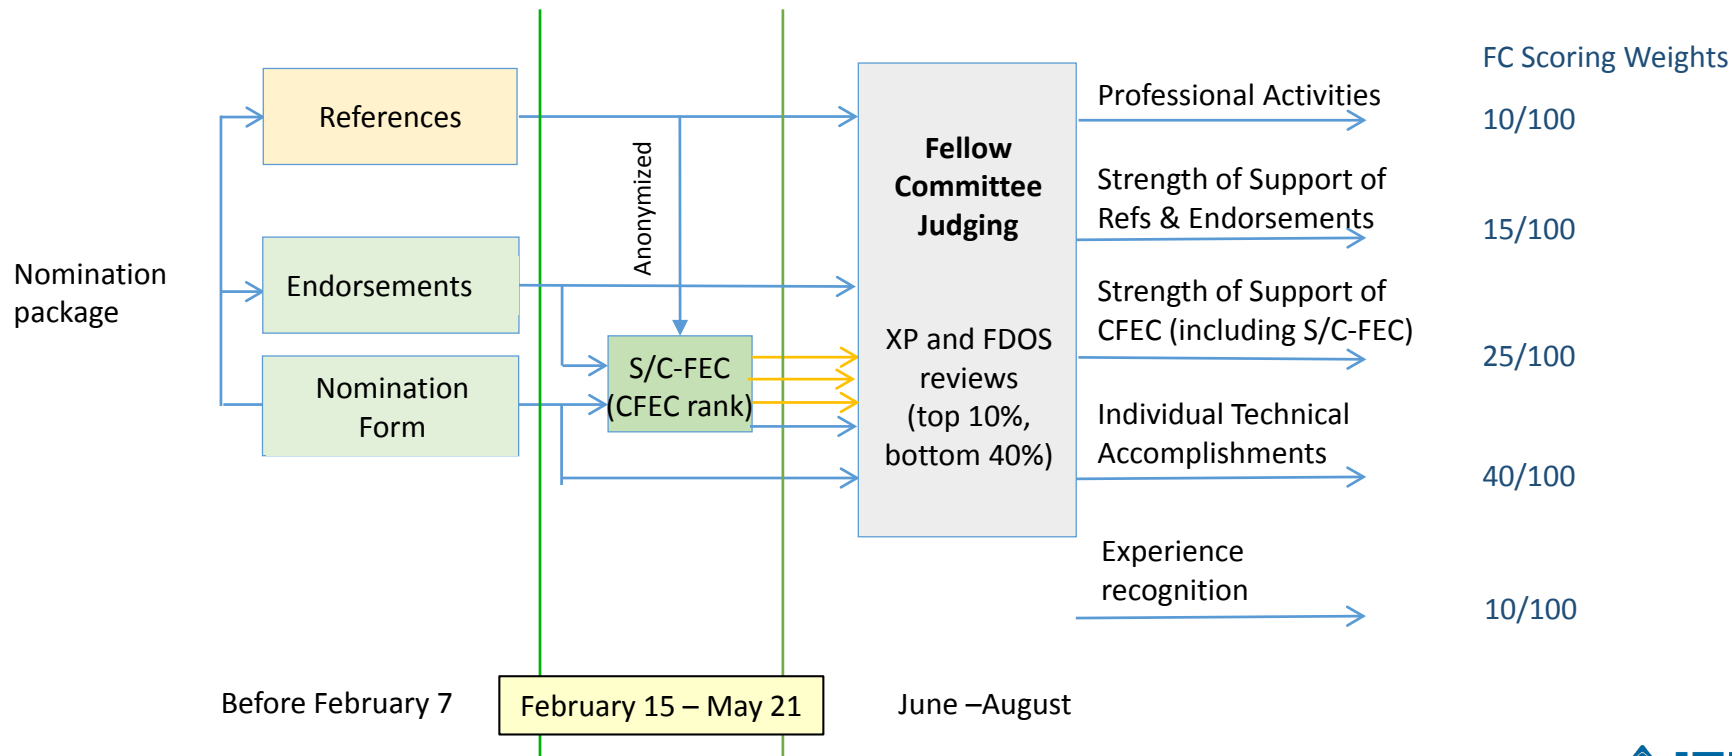 FC Scoring Weights
References
Professional Activities
10/100
Anonymized
Fellow
Committee
Judging
Strength of Support of
Refs & Endorsements
15/100
Nomination
package
Endorsements
Strength of Support of
CFEC (including S/C-FEC)
25/100
Nomination
Form
S/C-FEC
(CFEC rank)
XP and FDOS
reviews
(top 10%,
bottom 40%)
Individual Technical
Accomplishments
40/100
Experience
recognition
10/100
Before February 7
February 15 – May 21
June –August